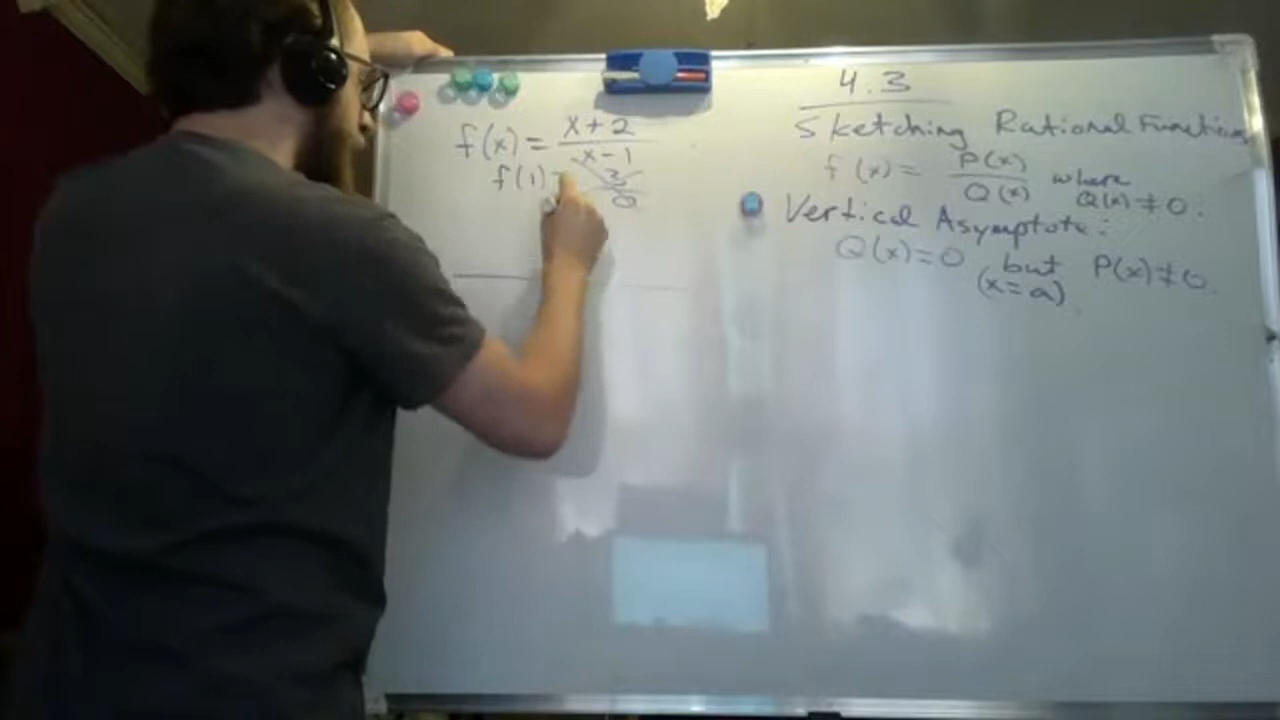 f(x) = x+2 / x-1
f(1) = 3 / 0
4.3
Sketching Rational Functions
f(x) = P(x) / Q(x) where Q(x) ≠ 0.
Vertical Asymptote:
Q(x) = 0 but P(x) ≠ 0.
(x = a)